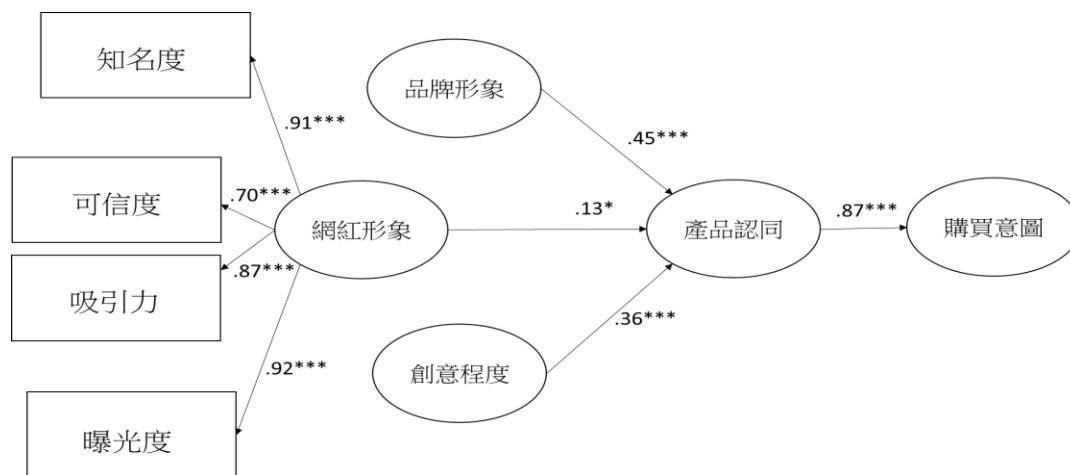 知名度
品牌形象
.91***
.45***
可信度
.70***
網紅形象
.13*
產品認同
.87***
購買意圖
.87***
吸引力
.36***
.92***
創意程度
曝光度